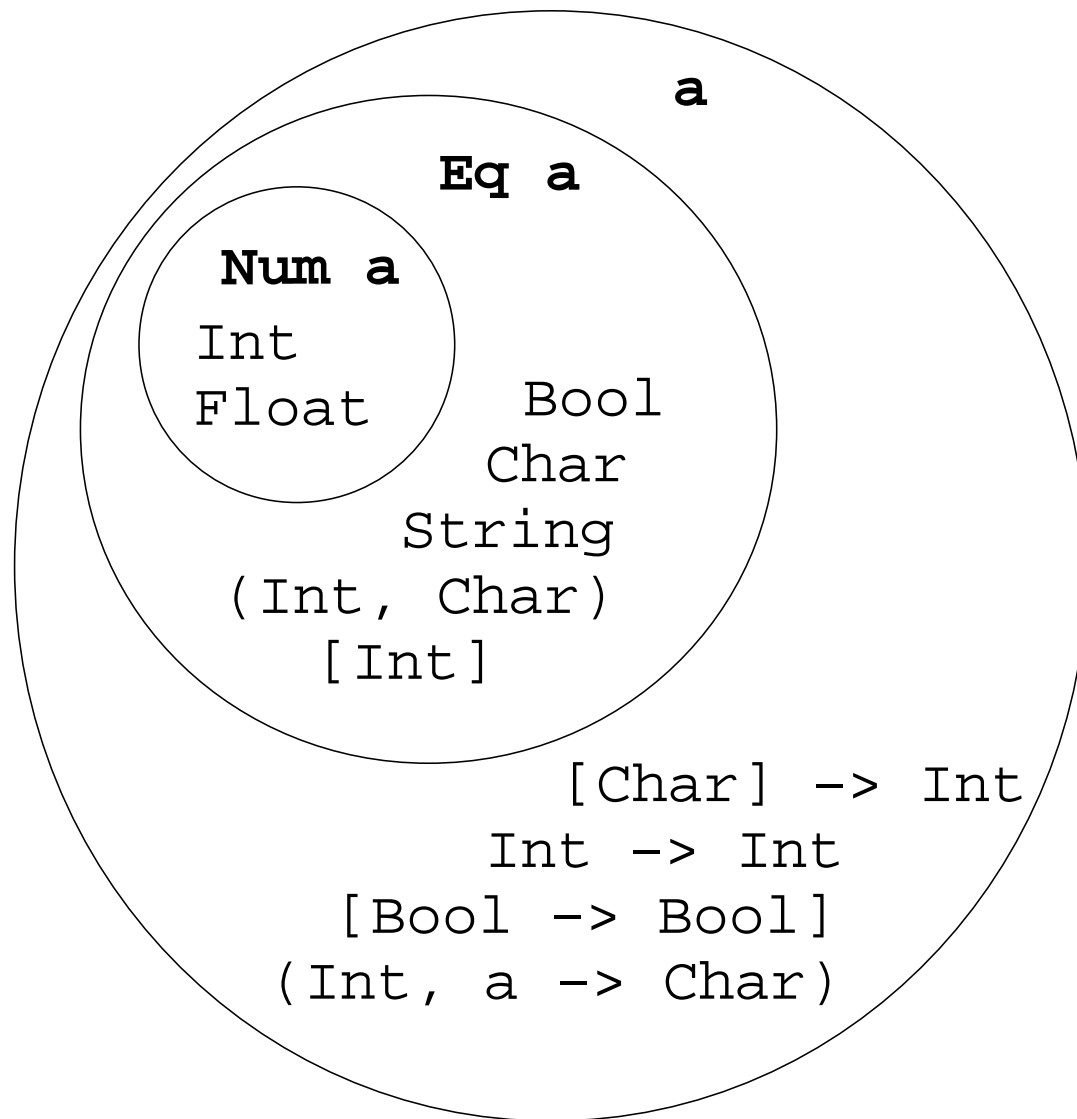 a
Eq a
Num a
Int
Float
Bool
Char
String
(Int, Char)
[Int]
[Char] -> Int
Int -> Int
[Bool -> Bool]
(Int, a -> Char)